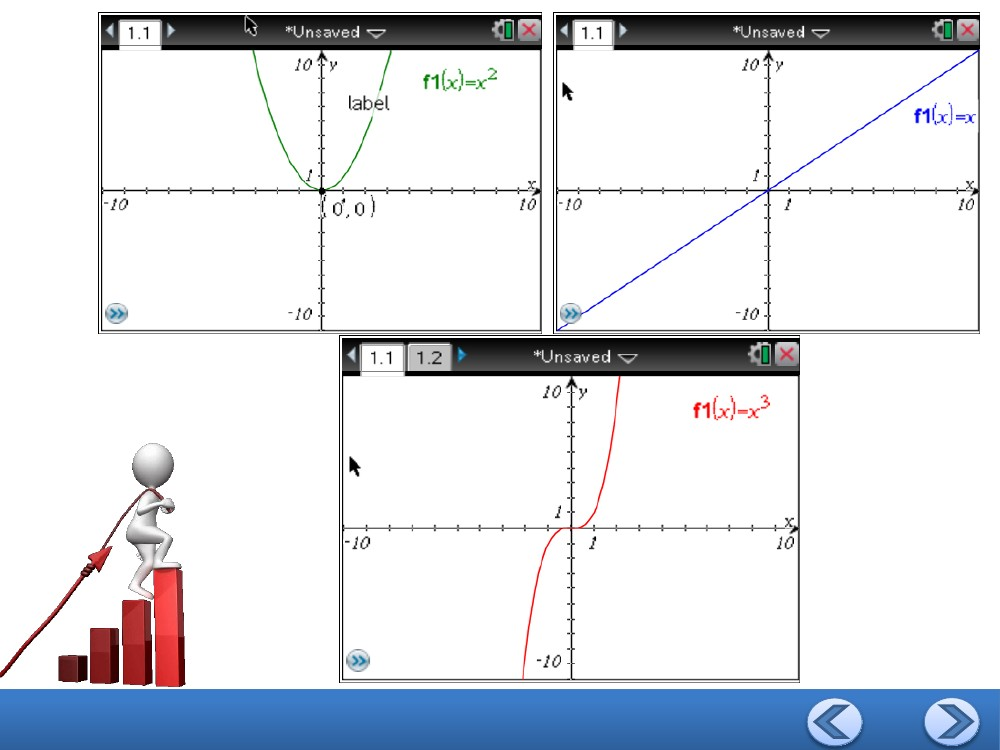 1.1 *Unsaved
10 y
f1(x)=x²
label
1
x
-10 10
(0,0)
-10
1.1 *Unsaved
10 y
f1(x)=x
1
x
-10 1 10
-10
1.1 1.2 *Unsaved
10 y
f1(x)=x³
1
x
-10 1 10
-10